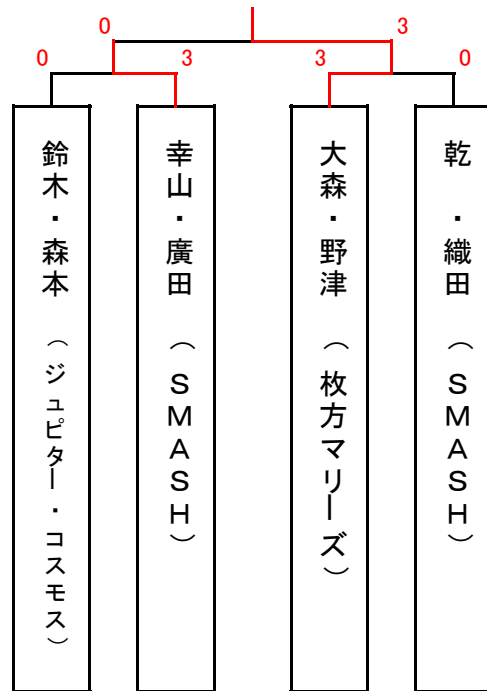 0 3
0 3 3 0
鈴木・森本 (ジュピター・コスモス)
幸山・廣田 (SMASH)
大森・野津 (枚方マリーズ)
乾 ・織田 (SMASH)